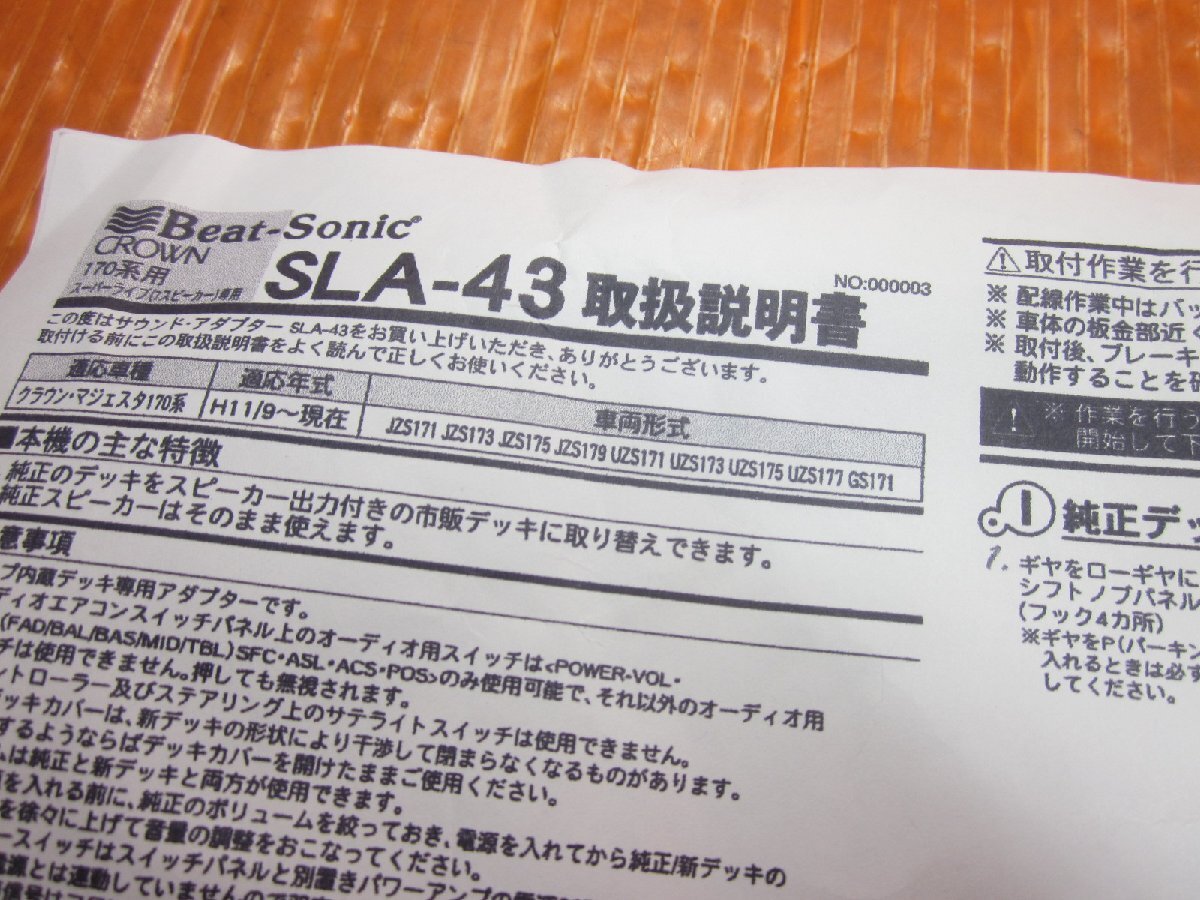 Beat-Sonic®
CROWN
170系用
スーパーライブ(7スピーカー)専用
SLA-43 取扱説明書
NO:000003
この度はサウンド・アダプター SLA-43をお買い上げいただき、ありがとうございます。
取付ける前にこの取扱説明書をよく読んで正しくお使いください。
適応車種 適応年式 車両形式
クラウン・マジェスタ170系 H11/9〜現在 JZS171 JZS173 JZS175 JZS179 UZS171 UZS173 UZS175 UZS177 GS171
■本機の主な特徴
純正のデッキをスピーカー出力付きの市販デッキに取り替えできます。
純正スピーカーはそのまま使えます。
意事項
プ内蔵デッキ専用アダプターです。
ディオエアコンスイッチパネル上のオーディオ用スイッチは<POWER・VOL・
(FAD/BAL/BAS/MID/TBL)SFC・ASL・ACS・POS>のみ使用可能で、それ以外のオーディオ用
チは使用できません。押しても無視されます。
ントローラー及びステアリング上のサテライトスイッチは使用できません。
デッキカバーは、新デッキの形状により干渉して閉まらなくなるものがあります。
するようならばデッキカバーを開けたままご使用ください。
ムは純正と新デッキと両方が使用できます。
を入れる前に、純正のボリュームを絞っておき、電源を入れてから純正/新デッキの
を徐々に上げて音量の調整をおこなってください。
ースイッチはスイッチパネルと別置きパワーアンプの
電源とは連動していませんので
⚠取付作業を行
※ 配線作業中はバッ
※ 車体の板金部近く
※ 取付後、ブレーキ
動作することを確
! ※ 作業を行う
開始して下
1 純正デッ
1. ギヤをローギヤに
シフトノブパネル
(フック4カ所)
※ギヤをP(パーキン
入れるときは必ず
してください。